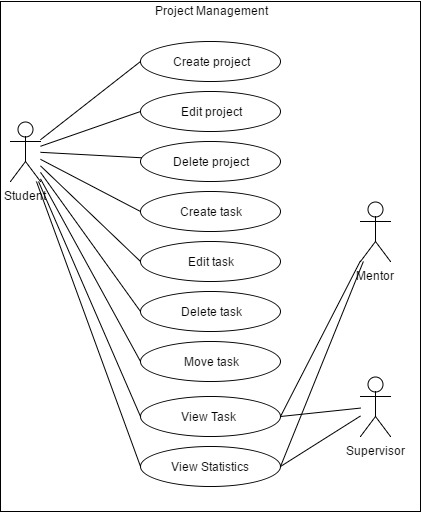 Project Management
Create project
Edit project
Delete project
Student
Create task
Edit task
Mentor
Delete task
Move task
View Task
Supervisor
View Statistics